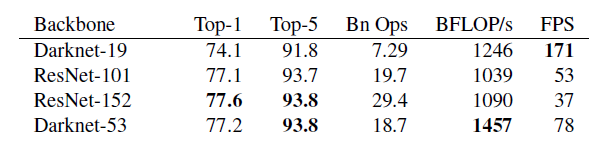 Backbone Top-1 Top-5 Bn Ops BFLOP/s FPS
Darknet-19 74.1 91.8 7.29 1246 171
ResNet-101 77.1 93.7 19.7 1039 53
ResNet-152 77.6 93.8 29.4 1090 37
Darknet-53 77.2 93.8 18.7 1457 78